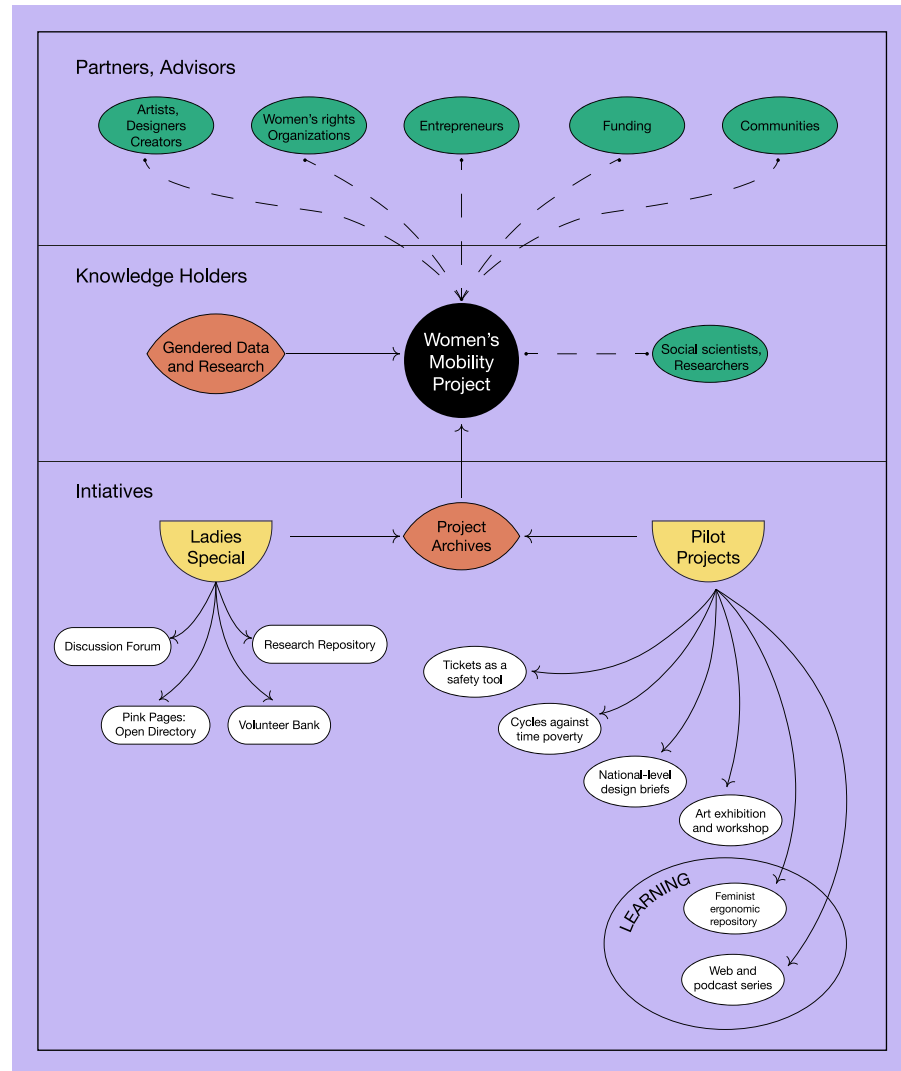 Partners, Advisors
Artists,
Designers
Creators
Women's rights
Organizations
Entrepreneurs
Funding
Communities
Knowledge Holders
Gendered Data
and Research
Women's
Mobility
Project
Social scientists,
Researchers
Intiatives
Ladies
Special
Project
Archives
Pilot
Projects
Discussion Forum
Research Repository
Pink Pages:
Open Directory
Volunteer Bank
Tickets as a
safety tool
Cycles against
time poverty
National-level
design briefs
Art exhibition
and workshop
LEARNING
Feminist
ergonomic
repository
Web and
podcast series